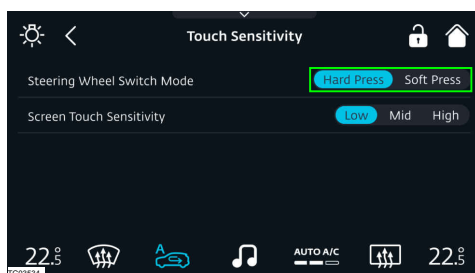 Touch Sensitivity
Steering Wheel Switch Mode Hard Press Soft Press
Screen Touch Sensitivity Low Mid High
22.5 A AUTO A/C 22.5